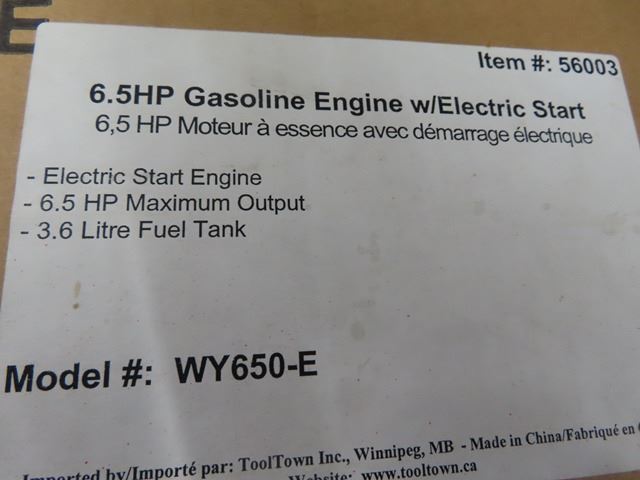 E
Item #: 56003
6.5HP Gasoline Engine w/Electric Start
6,5 HP Moteur à essence avec démarrage électrique
- Electric Start Engine
- 6.5 HP Maximum Output
- 3.6 Litre Fuel Tank
Model #: WY650-E
Imported by/Importé par: ToolTown Inc., Winnipeg, MB - Made in China/Fabriqué en
Website: www.tooltown.ca